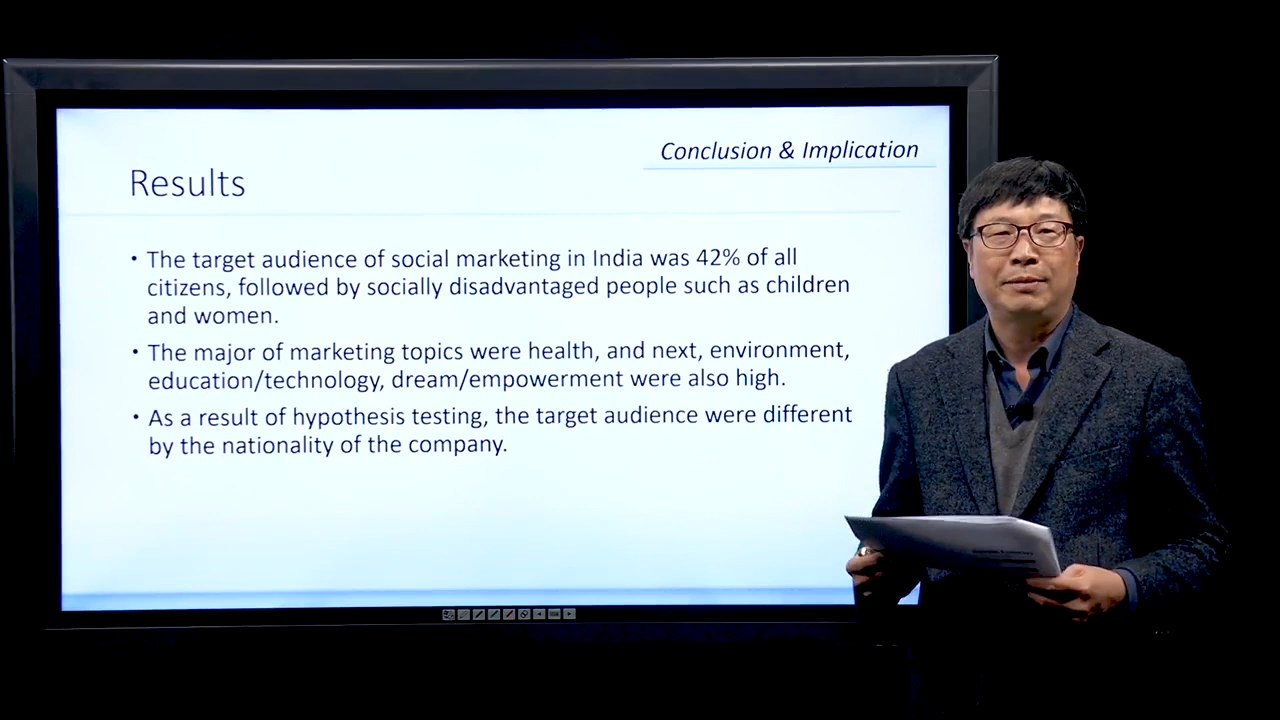 Conclusion & Implication
Results
• The target audience of social marketing in India was 42% of all
citizens, followed by socially disadvantaged people such as children
and women.
• The major of marketing topics were health, and next, environment,
education/technology, dream/empowerment were also high.
• As a result of hypothesis testing, the target audience were different
by the nationality of the company.